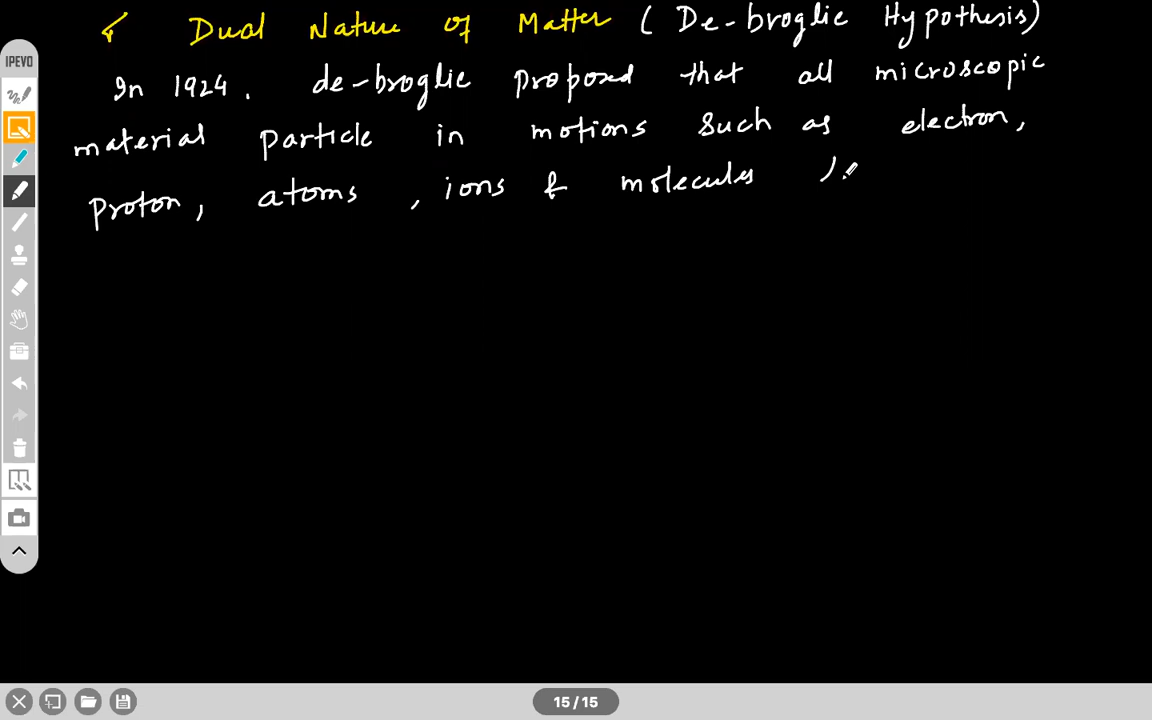 Dual Nature of Matter ( De-broglie Hypothesis)
In 1924. de-broglie proposed that all microscopic
material particle in motions such as electron,
proton, atoms, ions & molecules
IPEVO
15/15